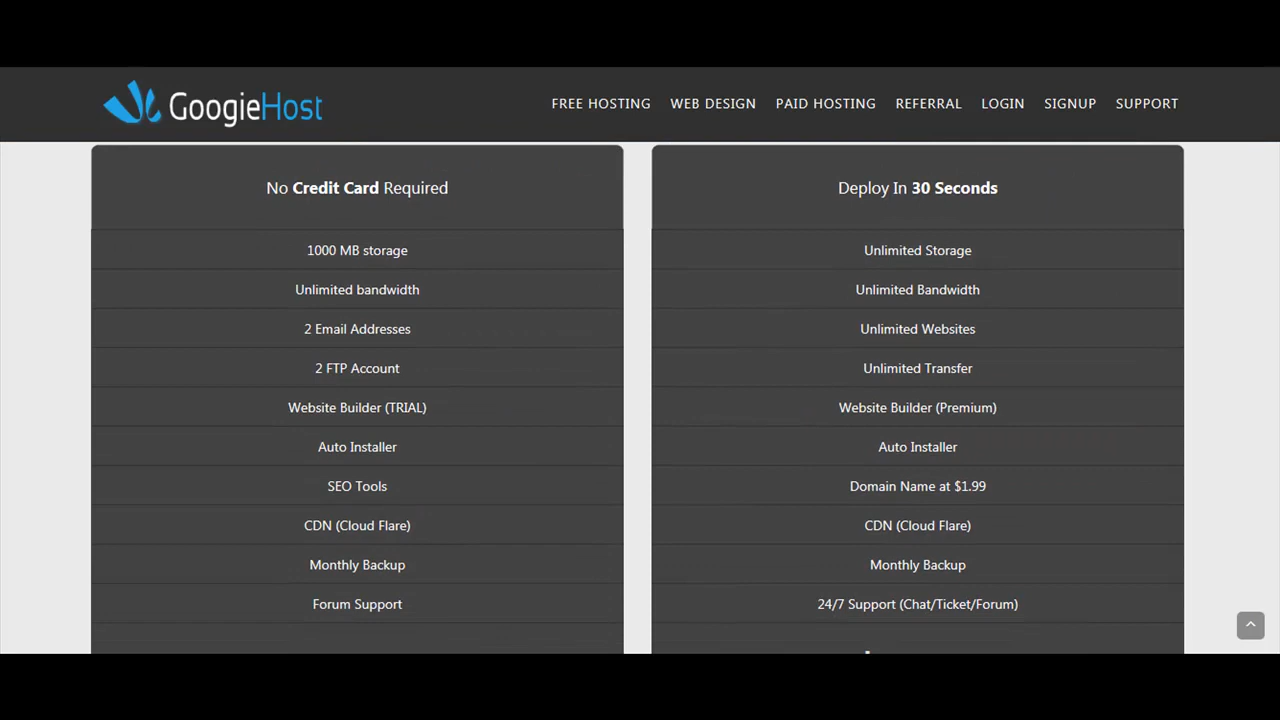 GoogieHost
FREE HOSTING
WEB DESIGN
PAID HOSTING
REFERRAL
LOGIN
SIGNUP
SUPPORT
No Credit Card Required
1000 MB storage
Unlimited bandwidth
2 Email Addresses
2 FTP Account
Website Builder (TRIAL)
Auto Installer
SEO Tools
CDN (Cloud Flare)
Monthly Backup
Forum Support
Deploy In 30 Seconds
Unlimited Storage
Unlimited Bandwidth
Unlimited Websites
Unlimited Transfer
Website Builder (Premium)
Auto Installer
Domain Name at $1.99
CDN (Cloud Flare)
Monthly Backup
24/7 Support (Chat/Ticket/Forum)